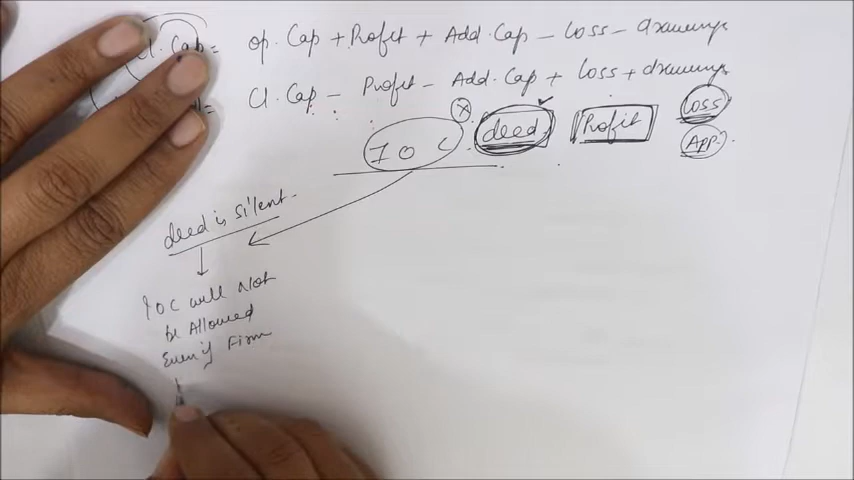 Cl. Cap = op. Cap + Profit + Add. Cap - Loss - drawings
= Cl. Cap - Profit - Add. Cap + Loss + drawings
IOC X deed ✓ Profit Loss
App.
deed is silent -
IOC will Not
be Allowed
Even if Firm